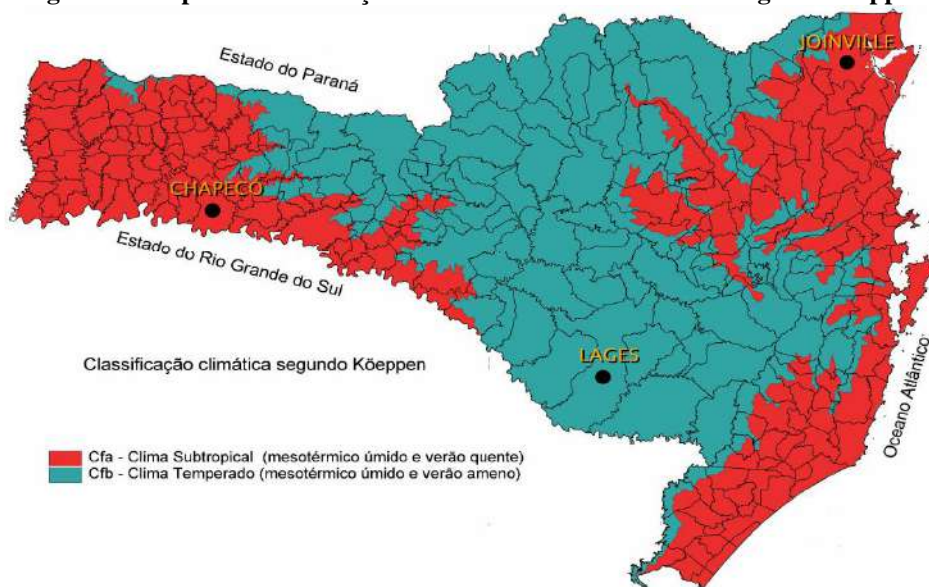 JOINVILLE
Estado do Paraná
CHAPECO
Estado do Rio Grande do Sul
Classificação climática segundo Köeppen
LAGES
Oceano Atlântico
Cfa - Clima Subtropical (mesotérmico úmido e verão quente)
Cfb - Clima Temperado (mesotérmico úmido e verão ameno)